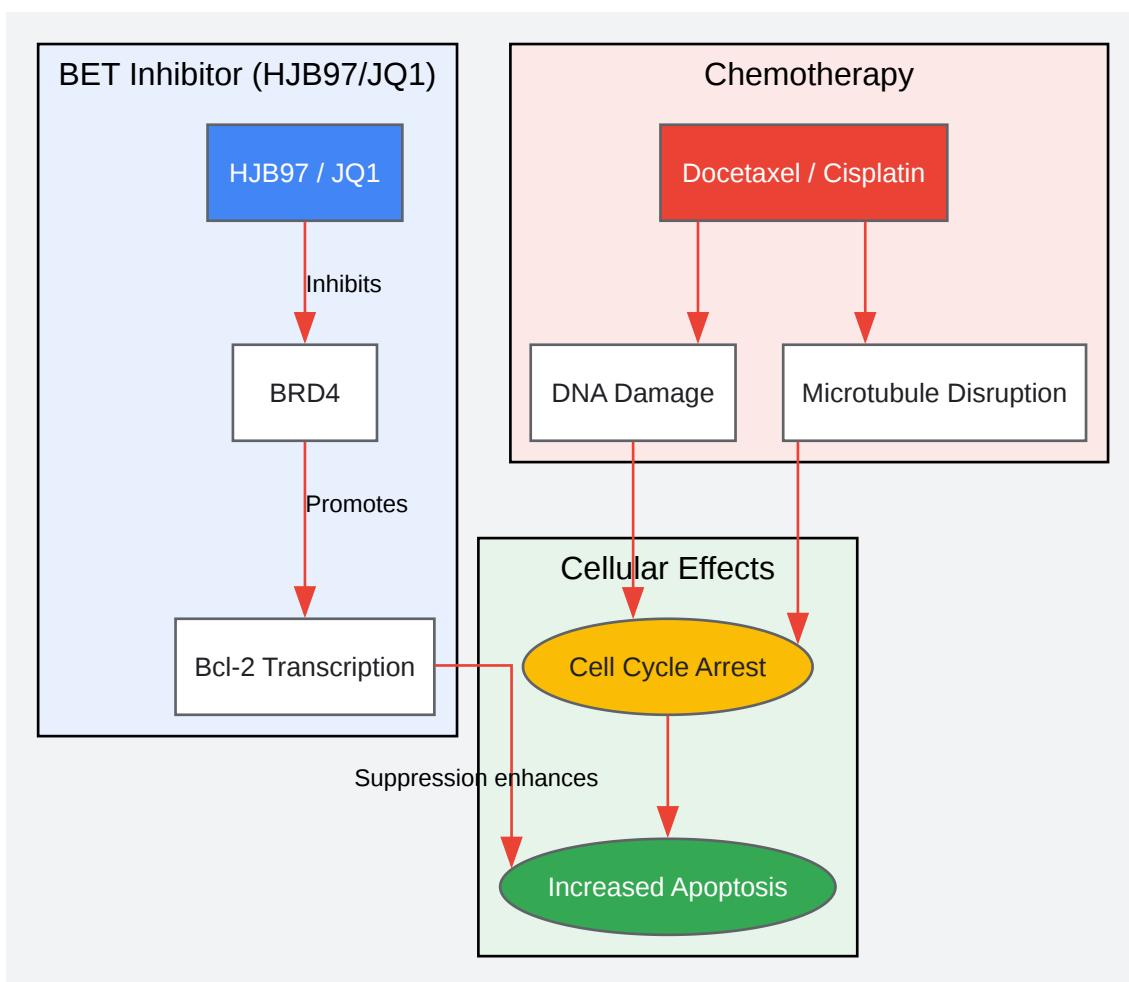 BET Inhibitor (HJB97/JQ1)
Chemotherapy
HJB97 / JQ1
Docetaxel / Cisplatin
Inhibits
BRD4
DNA Damage
Microtubule Disruption
Promotes
Cellular Effects
Bcl-2 Transcription
Cell Cycle Arrest
Suppression enhances
Increased Apoptosis